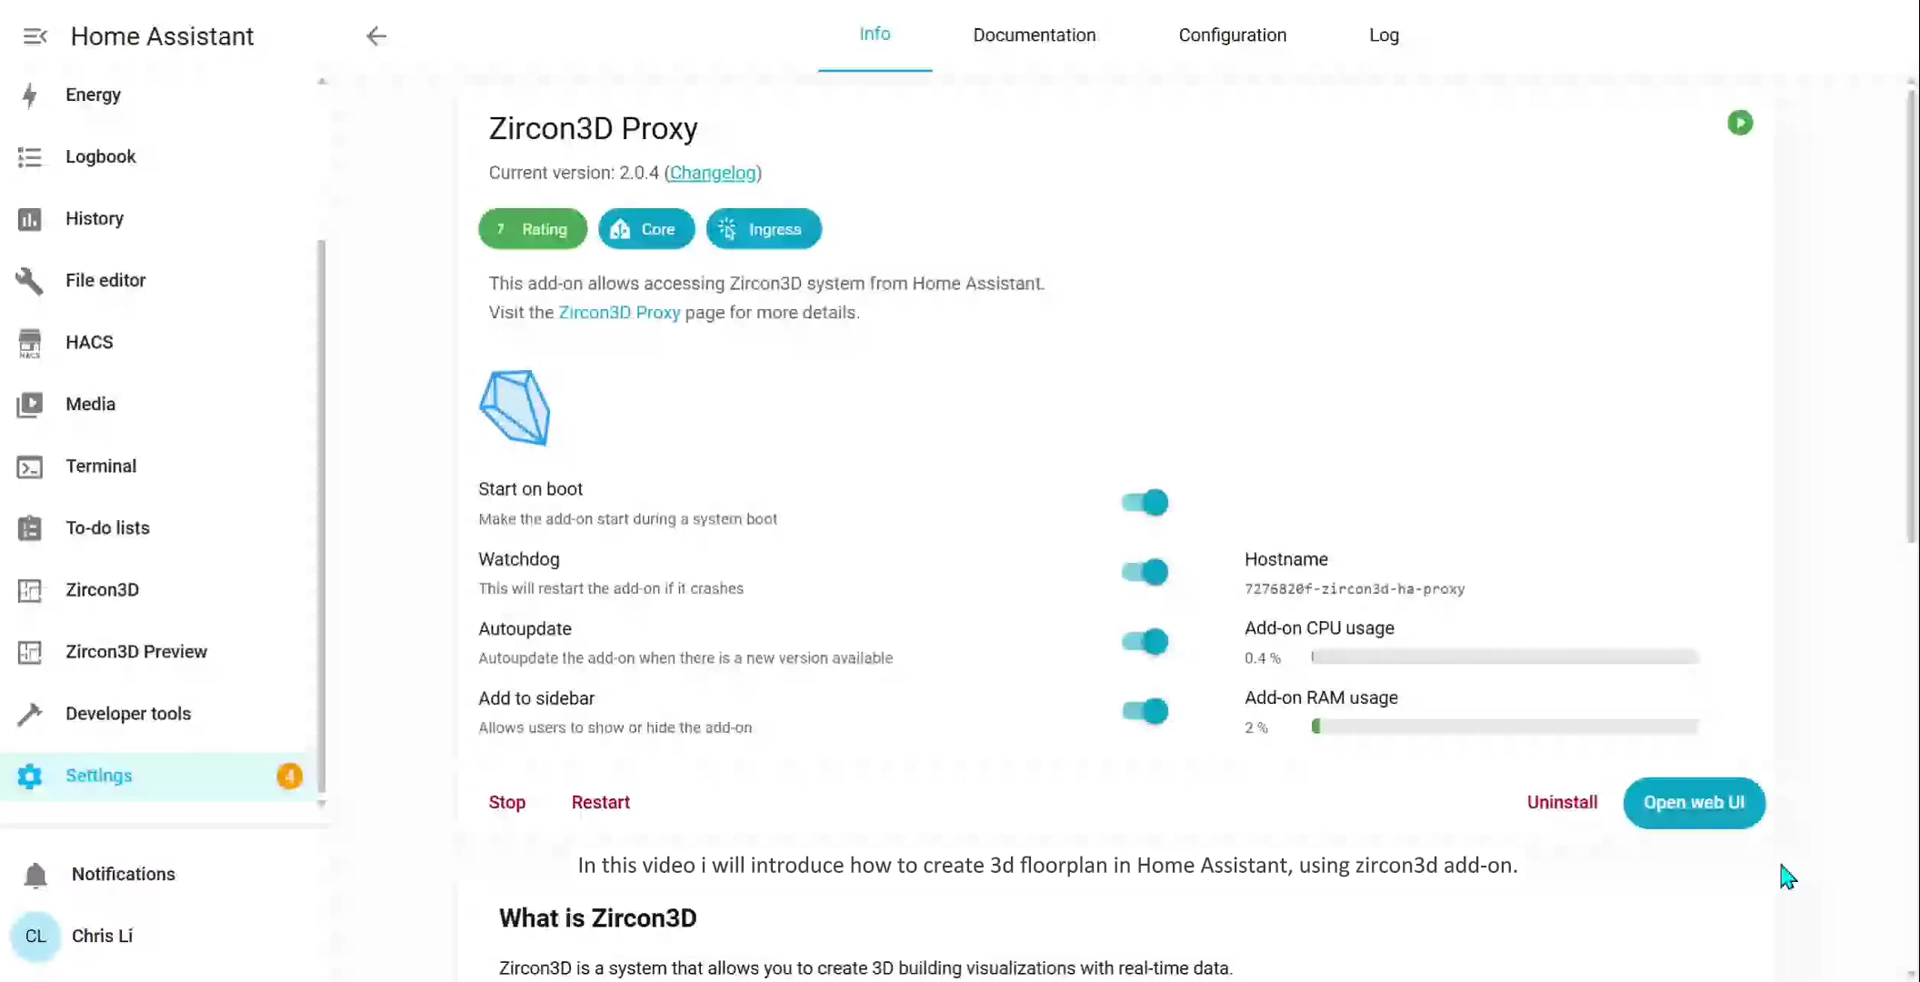 Home Assistant
Energy
Logbook
History
File editor
HACS
HACS
Media
Terminal
To-do lists
Zircon3D
Zircon3D Preview
Developer tools
Settings
4
Notifications
CL
Chris Li
Info
Documentation
Configuration
Log
Zircon3D Proxy
Current version: 2.0.4 (Changelog)
7 Rating
Core
Ingress
This add-on allows accessing Zircon3D system from Home Assistant.
Visit the Zircon3D Proxy page for more details.
Start on boot
Make the add-on start during a system boot
Watchdog
This will restart the add-on if it crashes
Autoupdate
Autoupdate the add-on when there is a new version available
Add to sidebar
Allows users to show or hide the add-on
Hostname
7276820f-zircon3d-ha-proxy
Add-on CPU usage
0.4 %
Add-on RAM usage
2 %
Stop
Restart
Uninstall
Open web UI
In this video i will introduce how to create 3d floorplan in Home Assistant, using zircon3d add-on.
What is Zircon3D
Zircon3D is a system that allows you to create 3D building visualizations with real-time data.